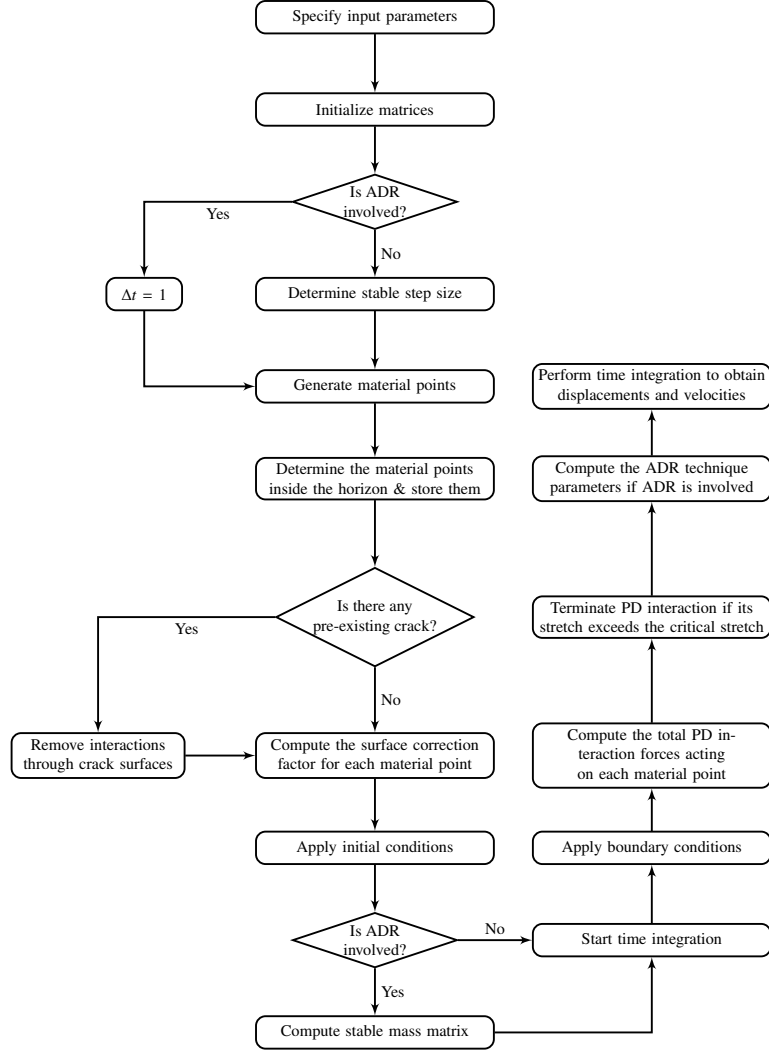 Specify input parameters
Initialize matrices
Is ADR
involved?
Yes
No
Δt = 1
Determine stable step size
Generate material points
Determine the material points
inside the horizon & store them
Is there any
pre-existing crack?
Yes
No
Remove interactions
through crack surfaces
Compute the surface correction
factor for each material point
Apply initial conditions
Is ADR
involved?
No
Yes
Compute stable mass matrix
Start time integration
Apply boundary conditions
Compute the total PD in-
teraction forces acting
on each material point
Terminate PD interaction if its
stretch exceeds the critical stretch
Compute the ADR technique
parameters if ADR is involved
Perform time integration to obtain
displacements and velocities